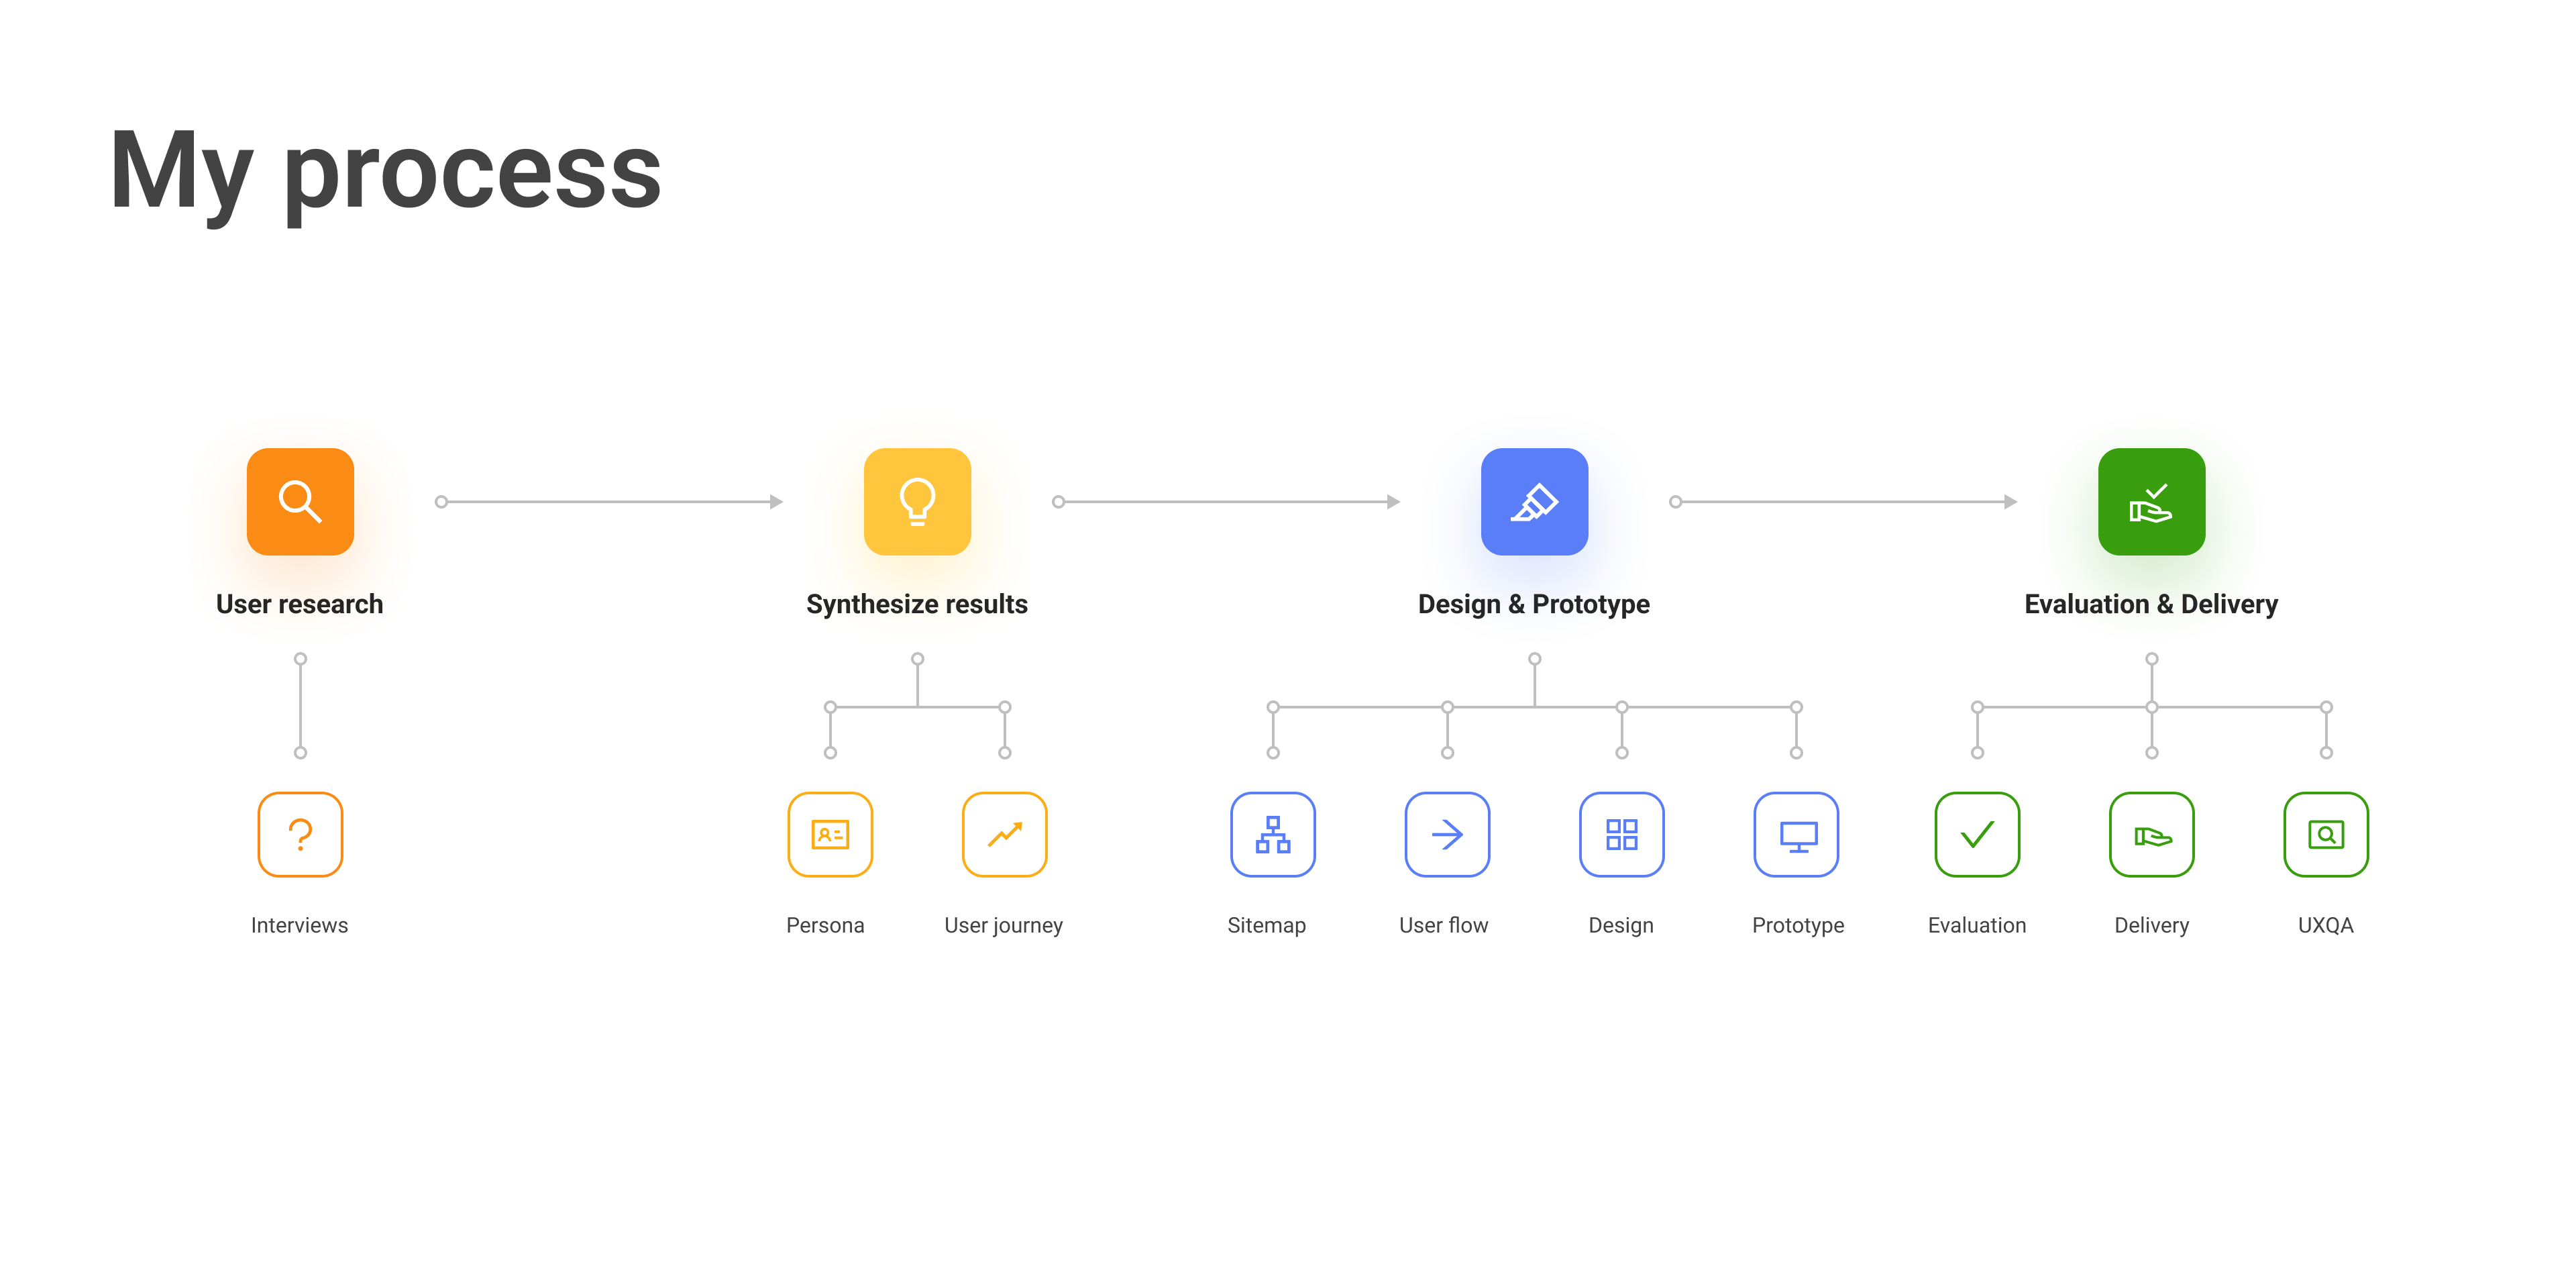 My process
User research
Synthesize results
Design & Prototype
Evaluation & Delivery
Interviews
Persona
User journey
Sitemap
User flow
Design
Prototype
Evaluation
Delivery
UXQA